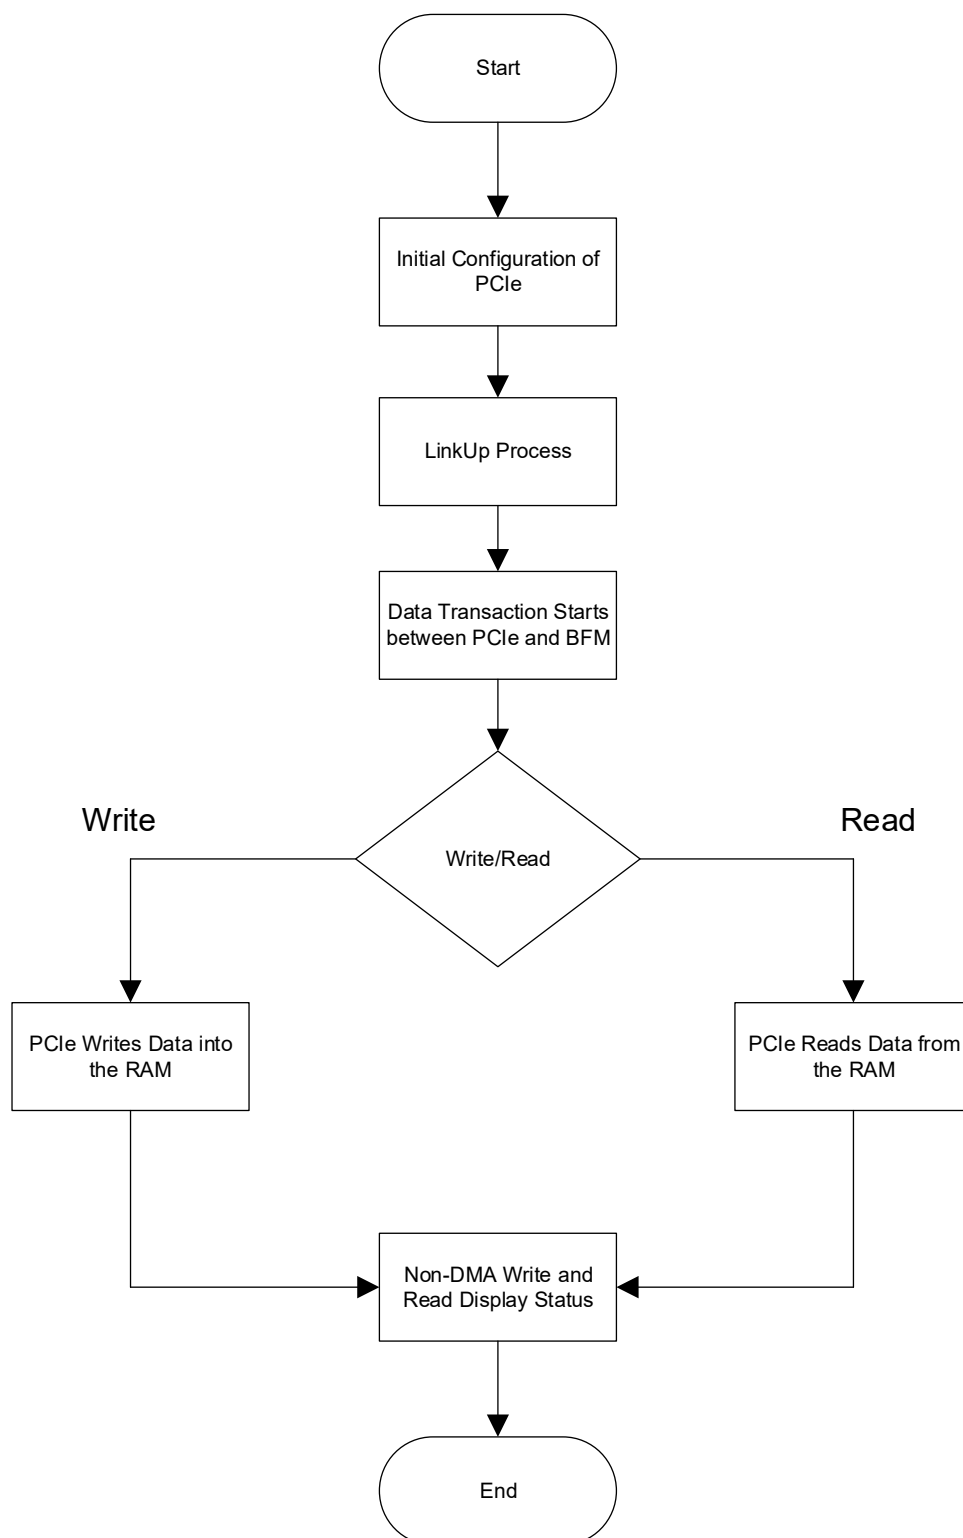 Start
Initial Configuration of
PCIe
LinkUp Process
Data Transaction Starts
between PCIe and BFM
Write
Read
Write/Read
PCIe Writes Data into
the RAM
PCIe Reads Data from
the RAM
Non-DMA Write and
Read Display Status
End